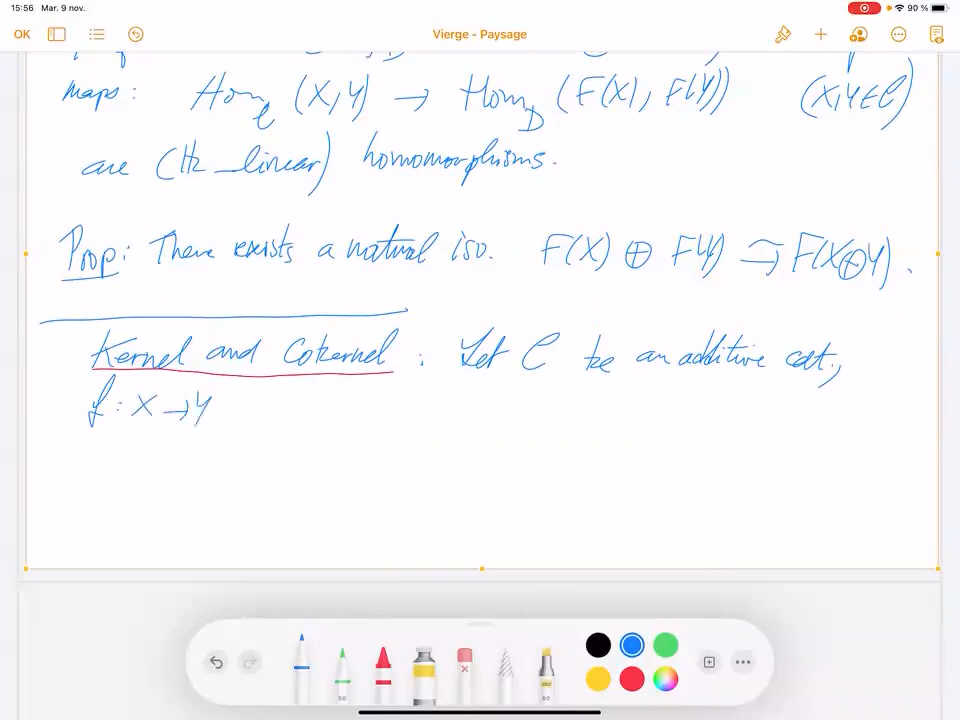 15:56 Mar. 9 nov.
90 %
OK
Vierge - Paysage
maps : Hom_C (X,Y) → Hom_D (F(X), F(Y)) (X,Y∈C)
are (k-linear) homomorphisms.
Prop: There exists a natural iso. F(X) ⊕ F(Y) ⥲ F(X⊕Y).
Kernel and Cokernel : Let C be an additive cat.,
f : X → Y